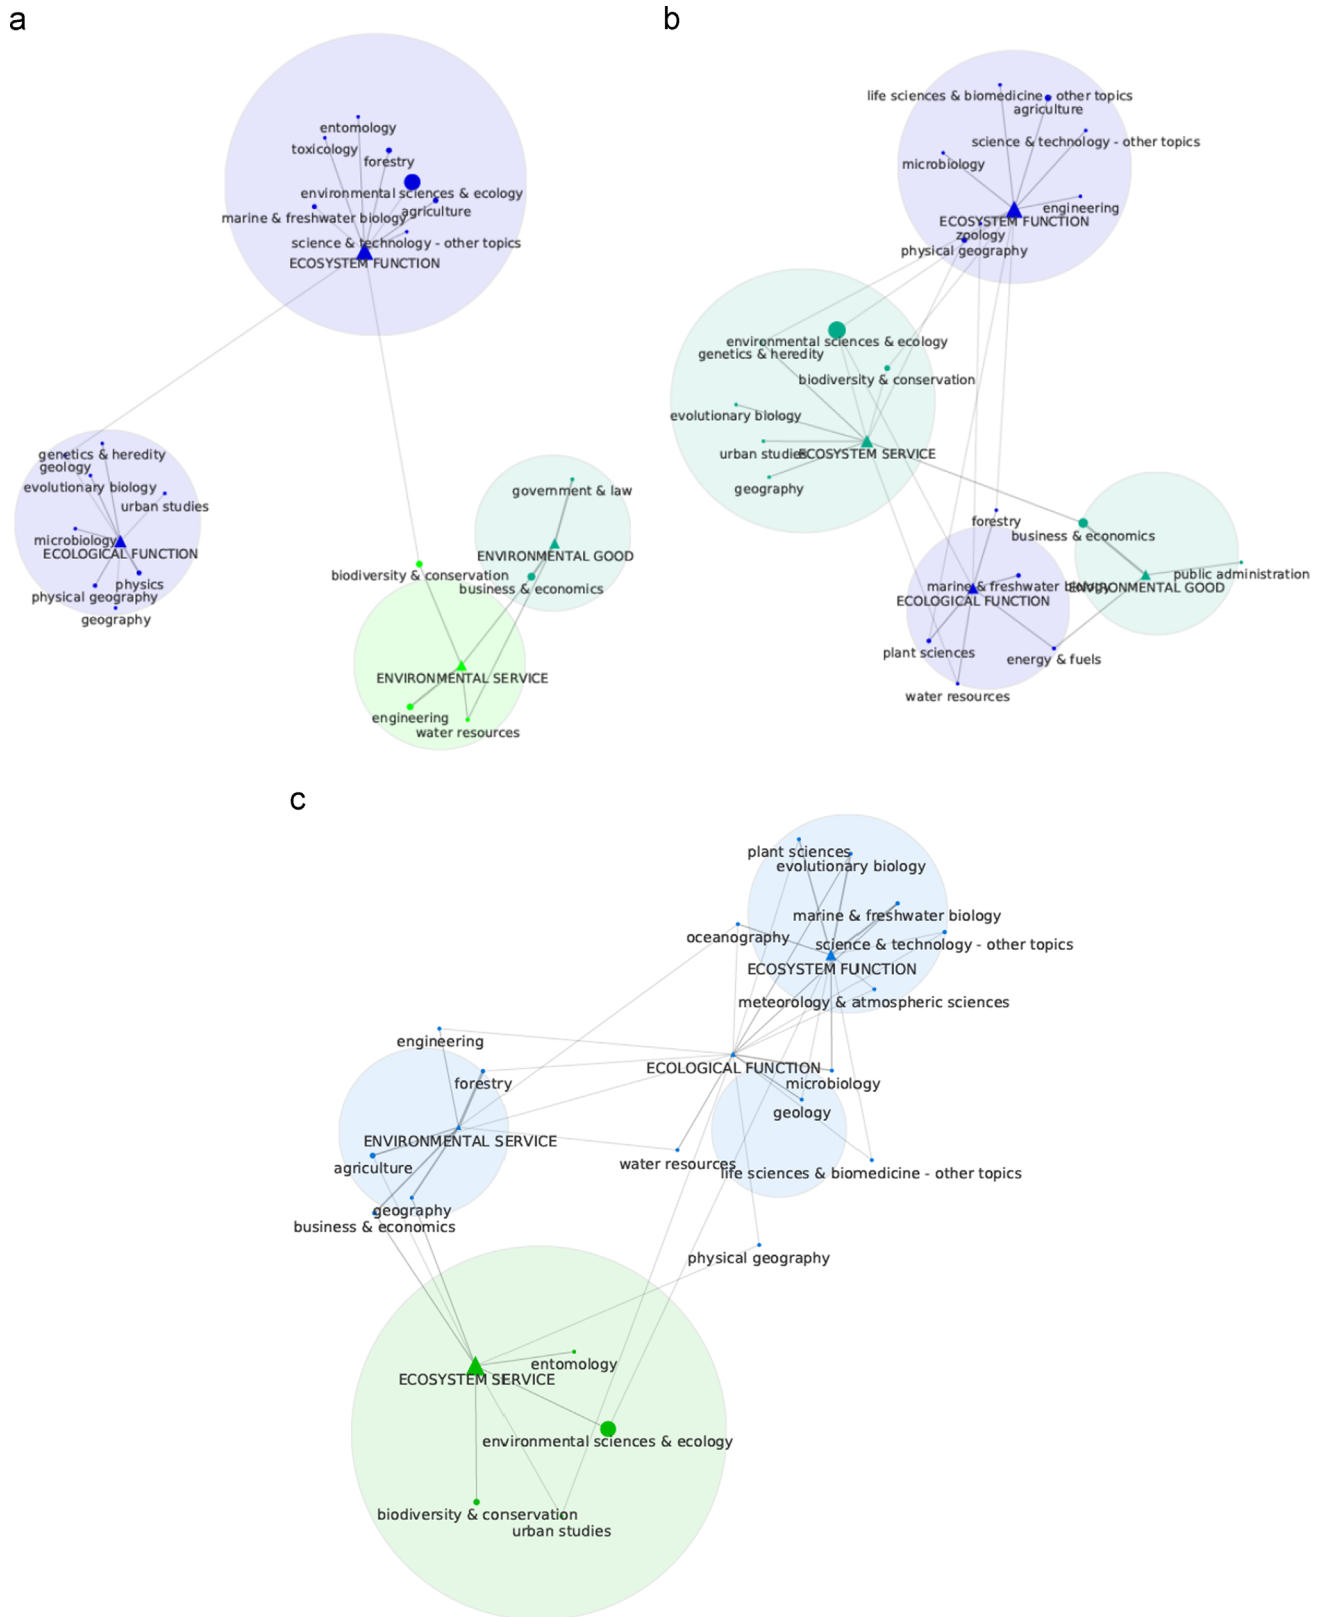 a
entomology
toxicology
forestry
environmental sciences & ecology
agriculture
marine & freshwater biology
science & technology - other topics
ECOSYSTEM FUNCTION
genetics & heredity
geology
evolutionary biology
urban studies
microbiology
ECOLOGICAL FUNCTION
physics
physical geography
geography
government & law
ENVIRONMENTAL GOOD
biodiversity & conservation
business & economics
ENVIRONMENTAL SERVICE
engineering
water resources
b
life sciences & biomedicine - other topics
agriculture
science & technology - other topics
microbiology
engineering
ECOSYSTEM FUNCTION
zoology
physical geography
environmental sciences & ecology
genetics & heredity
biodiversity & conservation
evolutionary biology
urban studies
ECOSYSTEM SERVICE
geography
forestry
business & economics
marine & freshwater biology
ECOLOGICAL FUNCTION
public administration
ENVIRONMENTAL GOOD
plant sciences
energy & fuels
water resources
c
plant sciences
evolutionary biology
marine & freshwater biology
oceanography
science & technology - other topics
ECOSYSTEM FUNCTION
meteorology & atmospheric sciences
engineering
ECOLOGICAL FUNCTION
forestry
microbiology
geology
ENVIRONMENTAL SERVICE
agriculture
water resources
life sciences & biomedicine - other topics
geography
business & economics
physical geography
entomology
ECOSYSTEM SERVICE
environmental sciences & ecology
biodiversity & conservation
urban studies